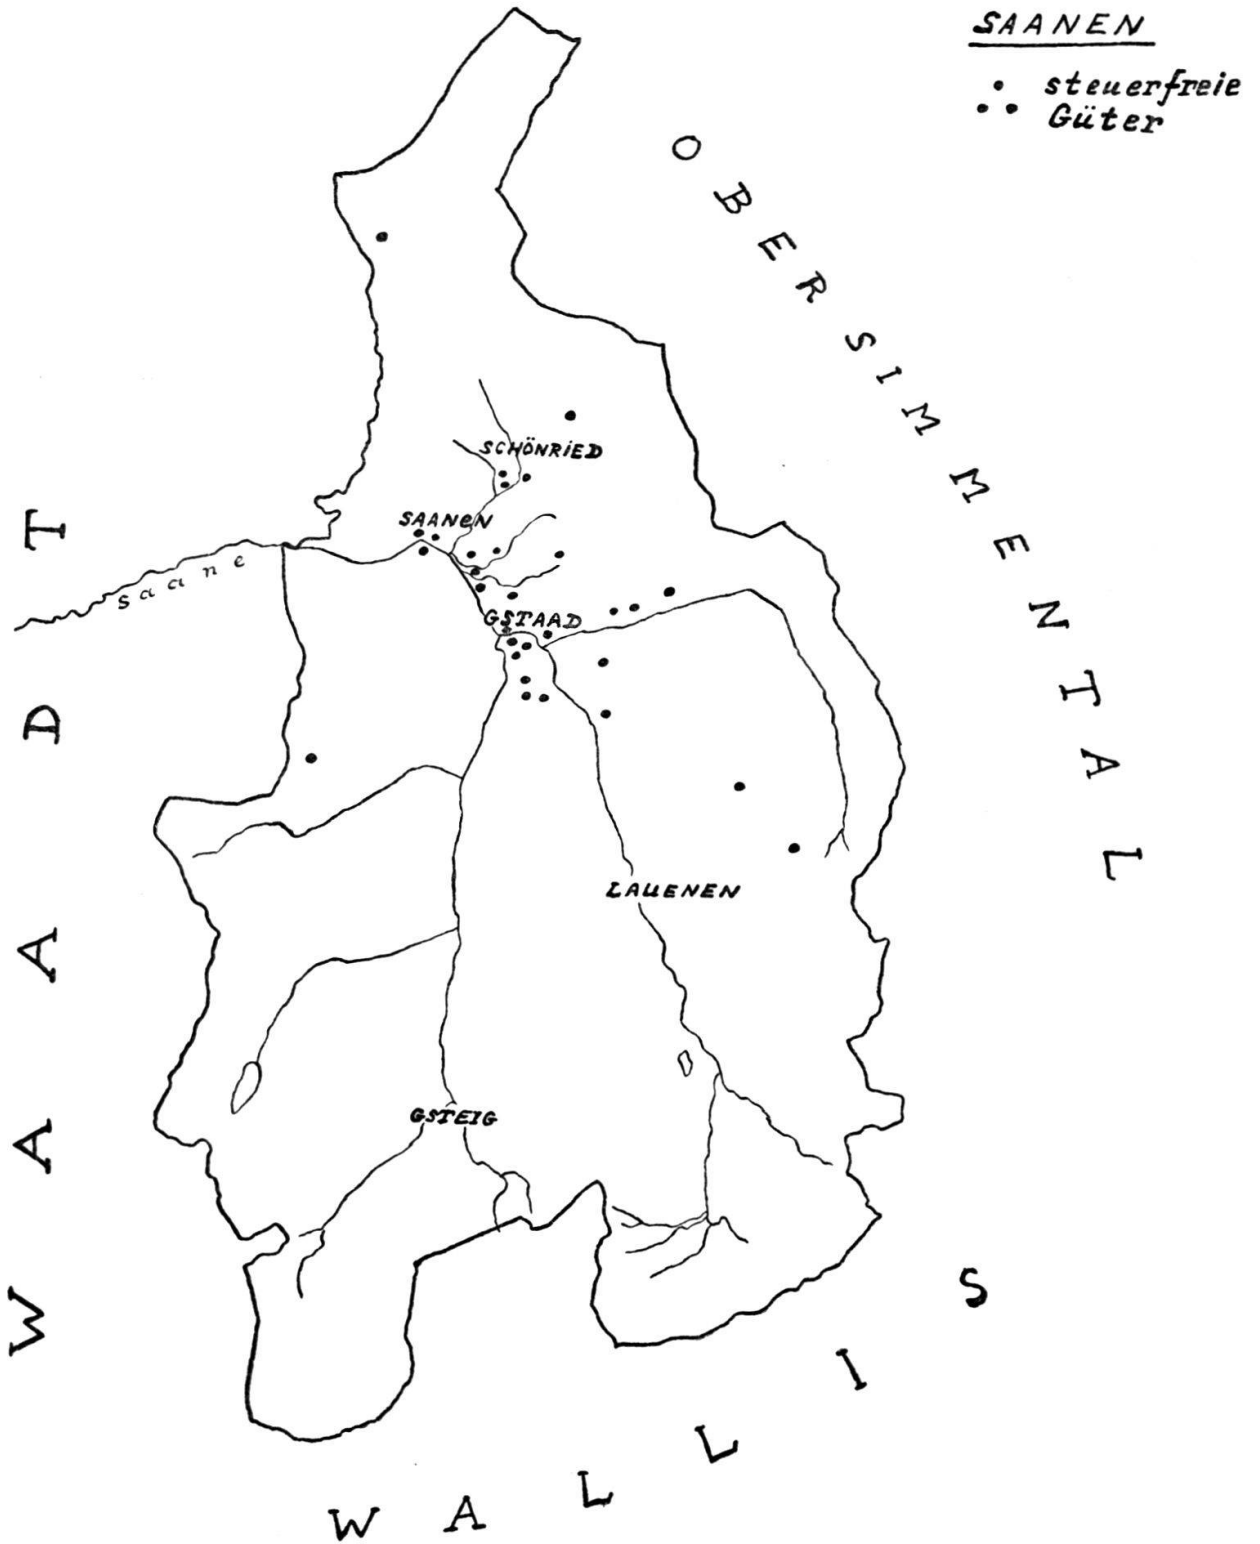 SAANEN
steuerfreie
Güter
OBERSIMMENTAL
SCHÖNRIED
SAANEN
Saane
GSTAAD
WAADT
LAUENEN
GSTEIG
WALLIS